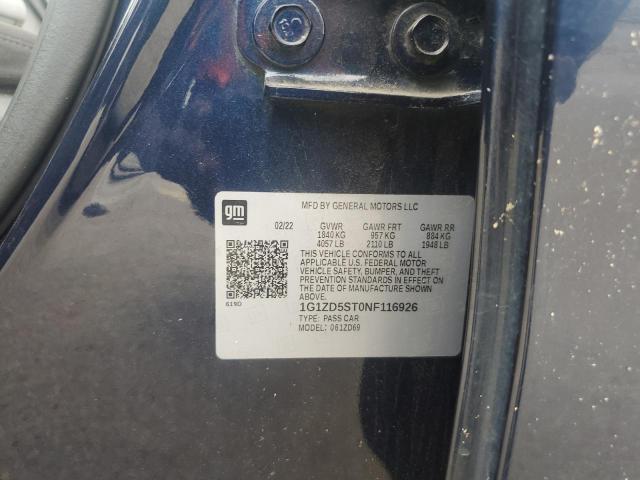 gm
MFD BY GENERAL MOTORS LLC
02/22 GVWR GAWR FRT GAWR RR
1840 KG 957 KG 884 KG
4057 LB 2110 LB 1948 LB
THIS VEHICLE CONFORMS TO ALL
APPLICABLE U.S. FEDERAL MOTOR
VEHICLE SAFETY, BUMPER, AND THEFT
PREVENTION STANDARDS IN EFFECT ON
THE DATE OF MANUFACTURE SHOWN
ABOVE.
619D
1G1ZD5ST0NF116926
TYPE: PASS CAR
MODEL: 061ZD69